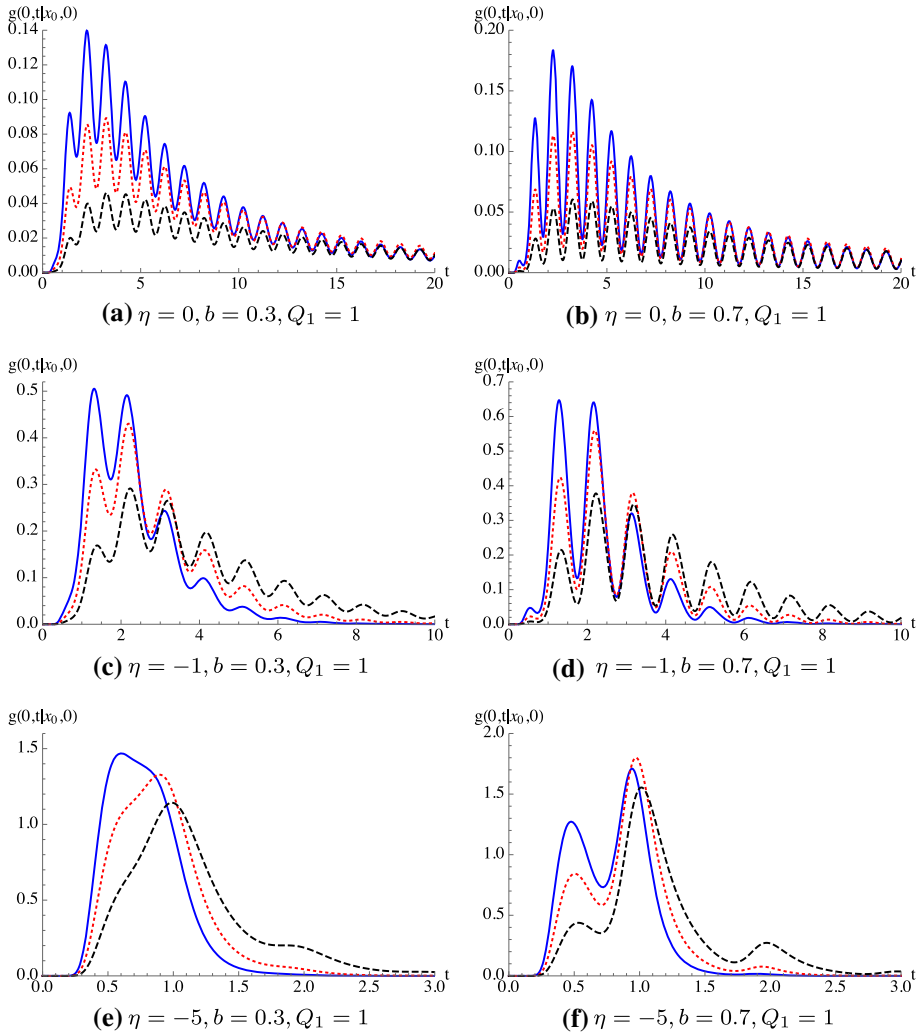 g(0,t|x₀,0)
0.14
0.12
0.10
0.08
0.06
0.04
0.02
0.00
0 5 10 15 20 t
(a) η = 0, b = 0.3, Q₁ = 1
g(0,t|x₀,0)
0.20
0.15
0.10
0.05
0.00
0 5 10 15 20 t
(b) η = 0, b = 0.7, Q₁ = 1
g(0,t|x₀,0)
0.5
0.4
0.3
0.2
0.1
0.0
0 2 4 6 8 10 t
(c) η = −1, b = 0.3, Q₁ = 1
g(0,t|x₀,0)
0.7
0.6
0.5
0.4
0.3
0.2
0.1
0.0
0 2 4 6 8 10 t
(d) η = −1, b = 0.7, Q₁ = 1
g(0,t|x₀,0)
1.5
1.0
0.5
0.0
0.0 0.5 1.0 1.5 2.0 2.5 3.0 t
(e) η = −5, b = 0.3, Q₁ = 1
g(0,t|x₀,0)
2.0
1.5
1.0
0.5
0.0
0.0 0.5 1.0 1.5 2.0 2.5 3.0 t
(f) η = −5, b = 0.7, Q₁ = 1